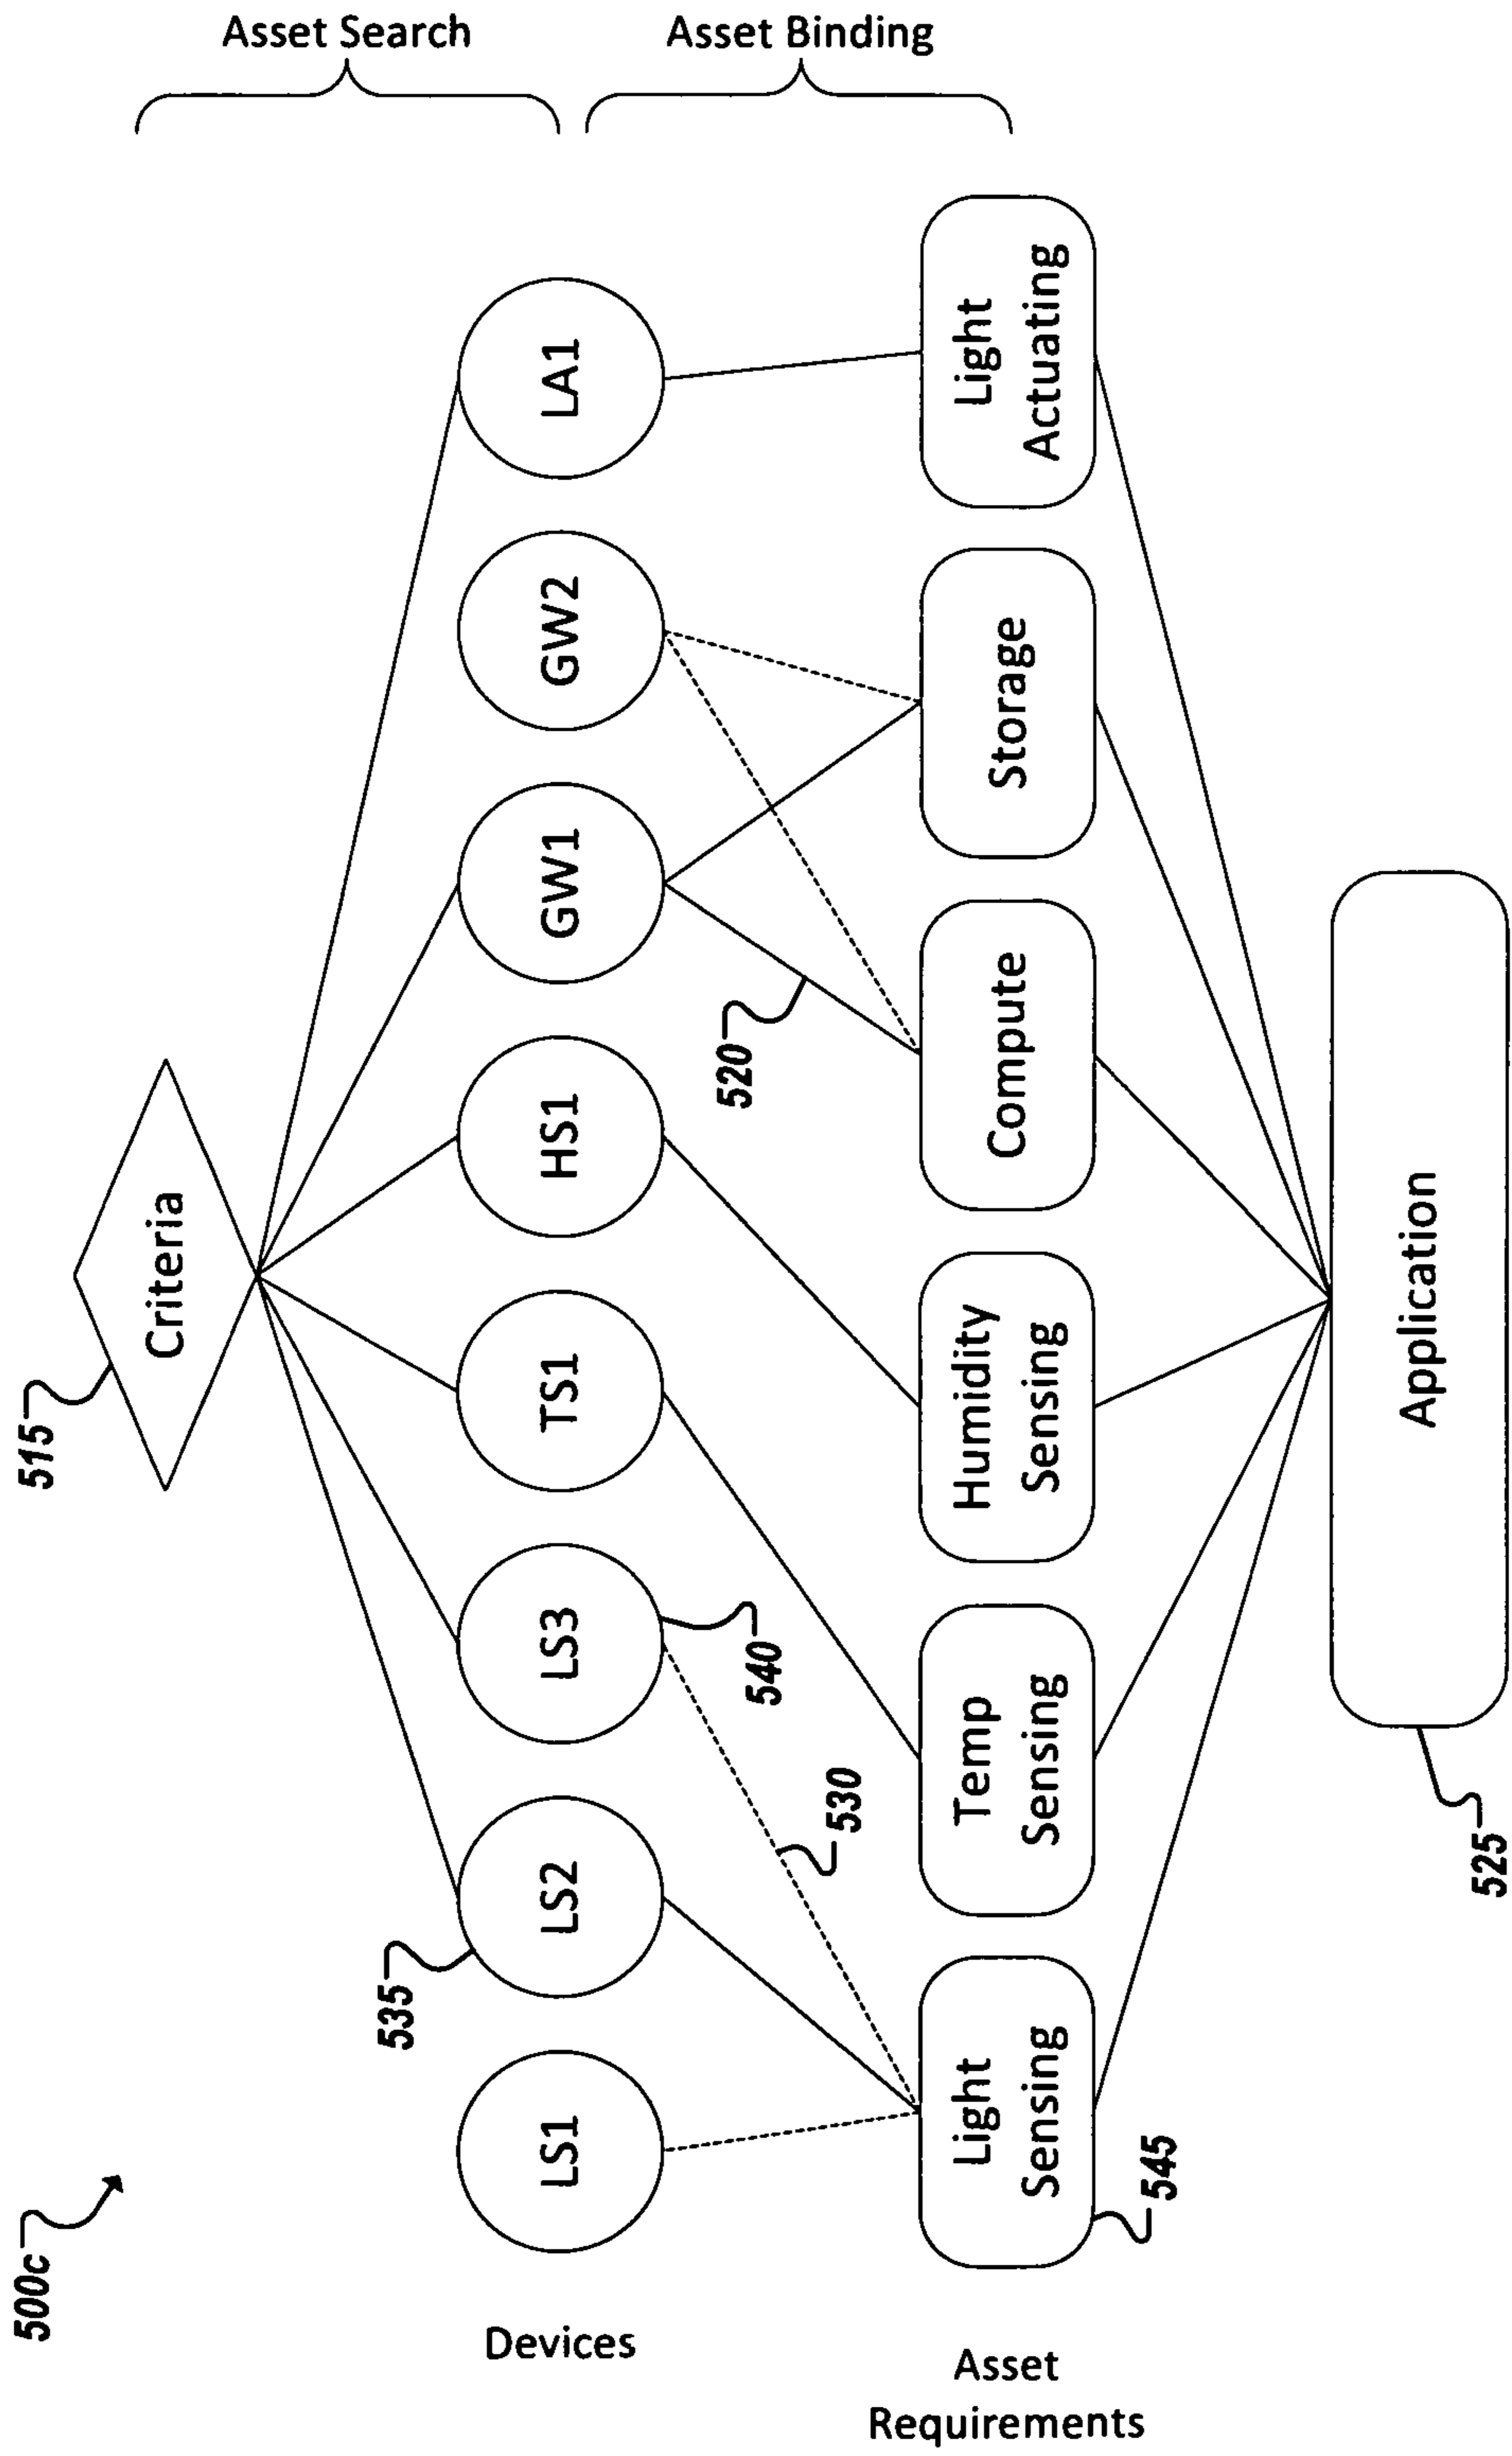 500c
515
Criteria
Asset Search
535
Devices
LS1
LS2
LS3
TS1
HS1
GW1
GW2
LA1
540
530
520
Asset Binding
Asset
Requirements
Light
Sensing
Temp
Sensing
Humidity
Sensing
Compute
Storage
Light
Actuating
545
Application
525